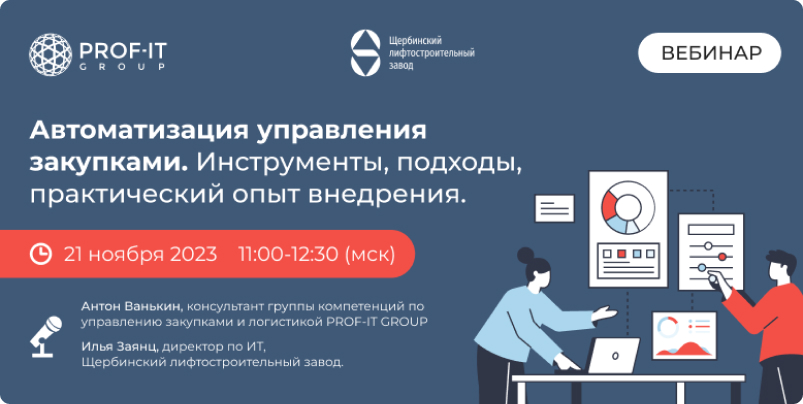 PROF-IT
GROUP
Щербинский
лифтостроительный
завод
ВЕБИНАР
Автоматизация управления
закупками. Инструменты, подходы,
практический опыт внедрения.
21 ноября 2023 11:00-12:30 (мск)
Антон Ванькин, консультант группы компетенций по
управлению закупками и логистикой PROF-IT GROUP
Илья Заянц, директор по ИТ,
Щербинский лифтостроительный завод.